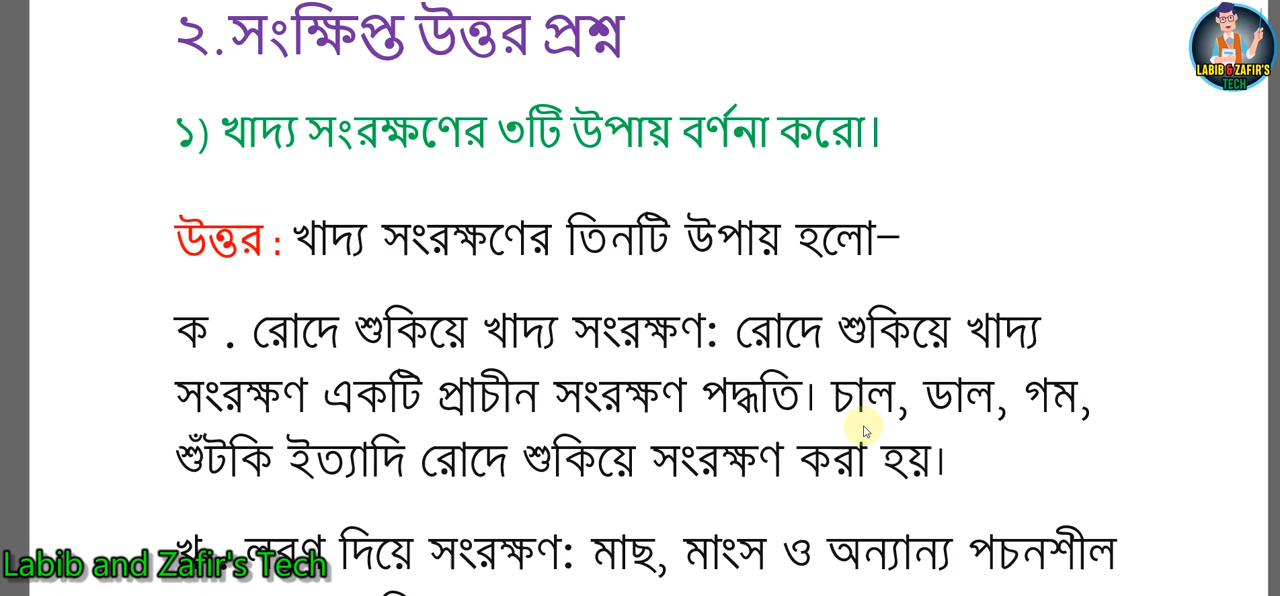 ২.সংক্ষিপ্ত উত্তর প্রশ্ন
LABIB & ZAFIR'S
TECH
১) খাদ্য সংরক্ষণের ৩টি উপায় বর্ণনা করো।
উত্তর : খাদ্য সংরক্ষণের তিনটি উপায় হলো–
ক . রোদে শুকিয়ে খাদ্য সংরক্ষণ: রোদে শুকিয়ে খাদ্য
সংরক্ষণ একটি প্রাচীন সংরক্ষণ পদ্ধতি। চাল, ডাল, গম,
শুঁটকি ইত্যাদি রোদে শুকিয়ে সংরক্ষণ করা হয়।
খ . লবণ দিয়ে সংরক্ষণ: মাছ, মাংস ও অন্যান্য পচনশীল
Labib and Zafir's Tech